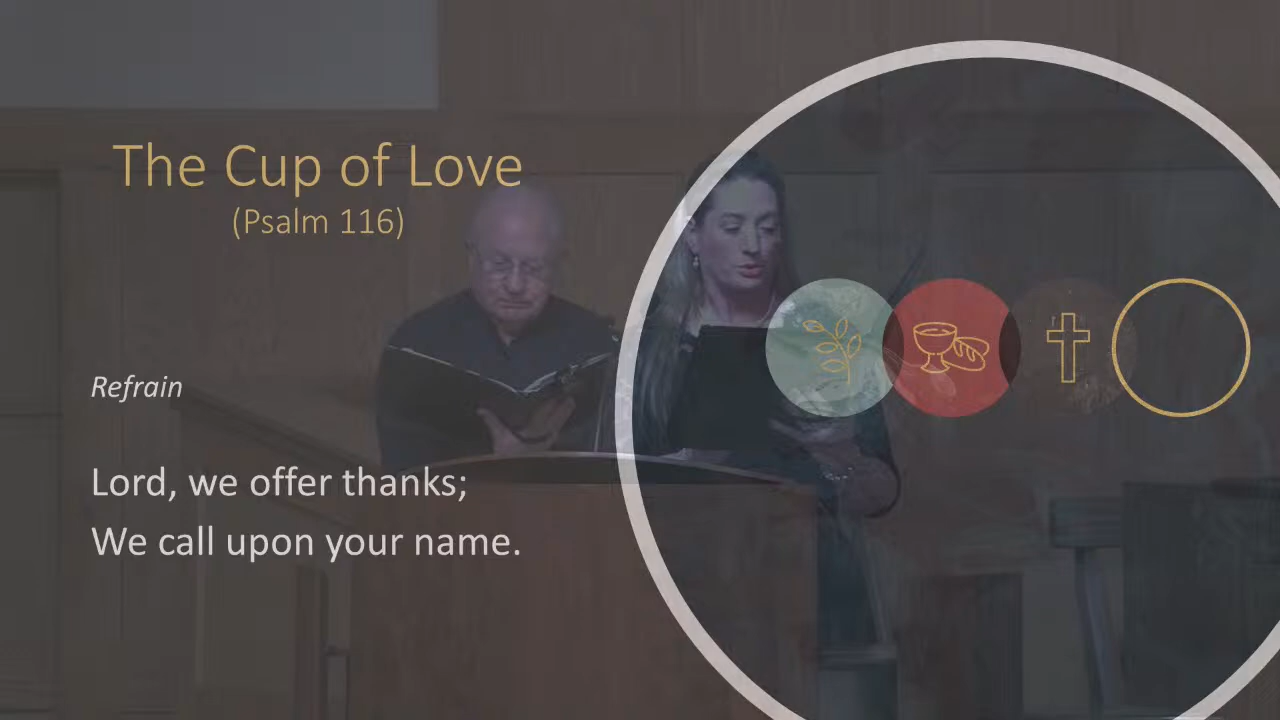 The Cup of Love
(Psalm 116)
Refrain
Lord, we offer thanks;
We call upon your name.